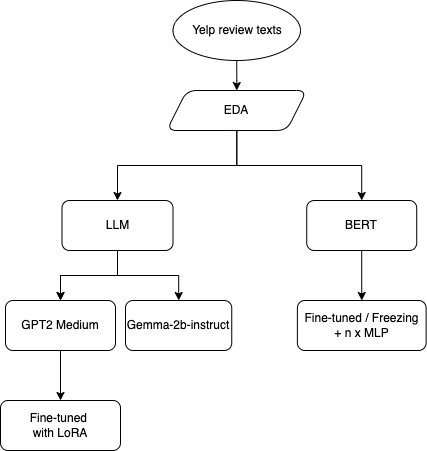 Yelp review texts
EDA
LLM
BERT
GPT2 Medium
Gemma-2b-instruct
Fine-tuned / Freezing
+ n x MLP
Fine-tuned
with LoRA